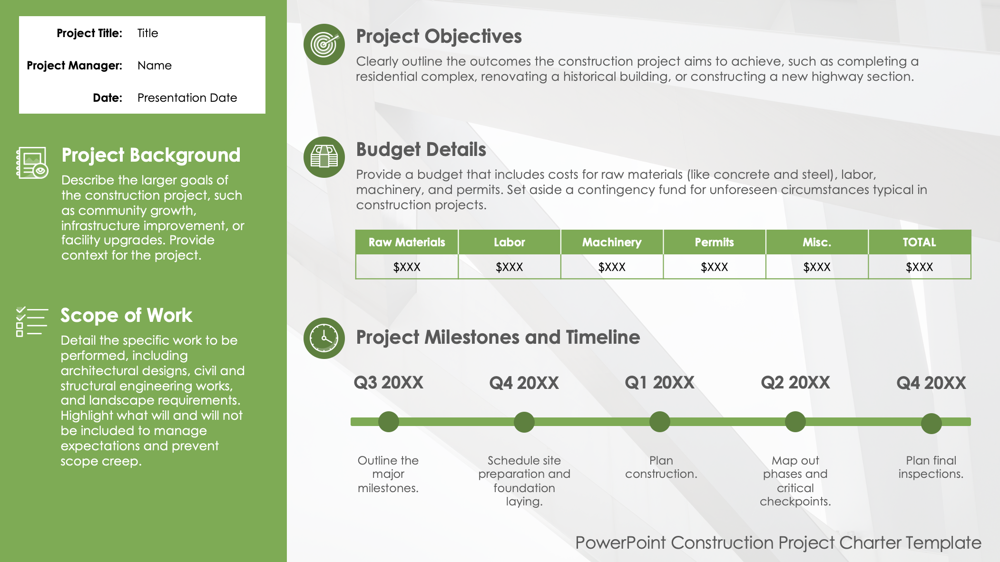 Project Title: Title
Project Manager: Name
Date: Presentation Date
Project Background
Describe the larger goals of
the construction project, such
as community growth,
infrastructure improvement, or
facility upgrades. Provide
context for the project.
Scope of Work
Detail the specific work to be
performed, including
architectural designs, civil and
structural engineering works,
and landscape requirements.
Highlight what will and will not
be included to manage
expectations and prevent
scope creep.
Project Objectives
Clearly outline the outcomes the construction project aims to achieve, such as completing a
residential complex, renovating a historical building, or constructing a new highway section.
Budget Details
Provide a budget that includes costs for raw materials (like concrete and steel), labor,
machinery, and permits. Set aside a contingency fund for unforeseen circumstances typical in
construction projects.
Raw Materials Labor Machinery Permits Misc. TOTAL
$XXX $XXX $XXX $XXX $XXX $XXX
Project Milestones and Timeline
Q3 20XX Q4 20XX Q1 20XX Q2 20XX Q4 20XX
Outline the
major
milestones.
Schedule site
preparation and
foundation
laying.
Plan
construction.
Map out
phases and
critical
checkpoints.
Plan final
inspections.
PowerPoint Construction Project Charter Template